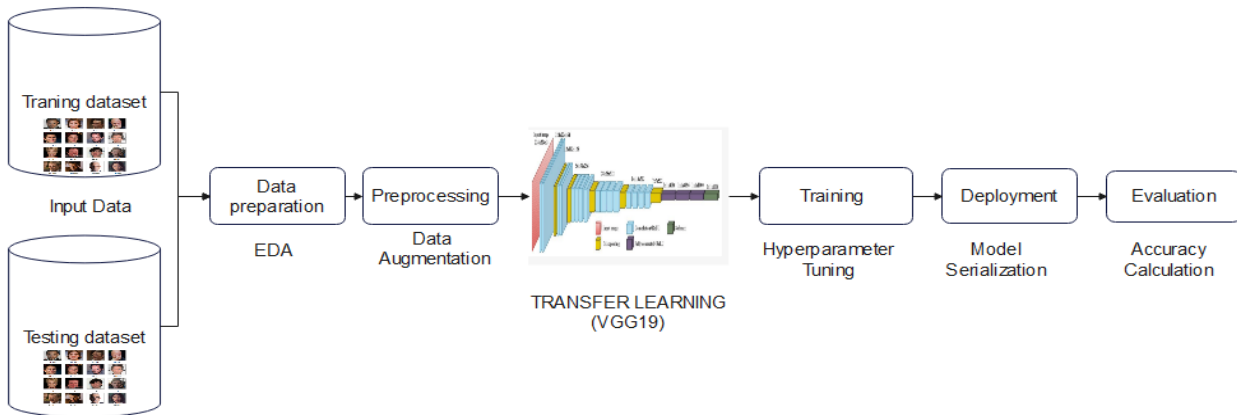 Traning dataset
Input Data
Testing dataset
Data
preparation
EDA
Preprocessing
Data
Augmentation
TRANSFER LEARNING
(VGG19)
Training
Hyperparameter
Tuning
Deployment
Model
Serialization
Evaluation
Accuracy
Calculation